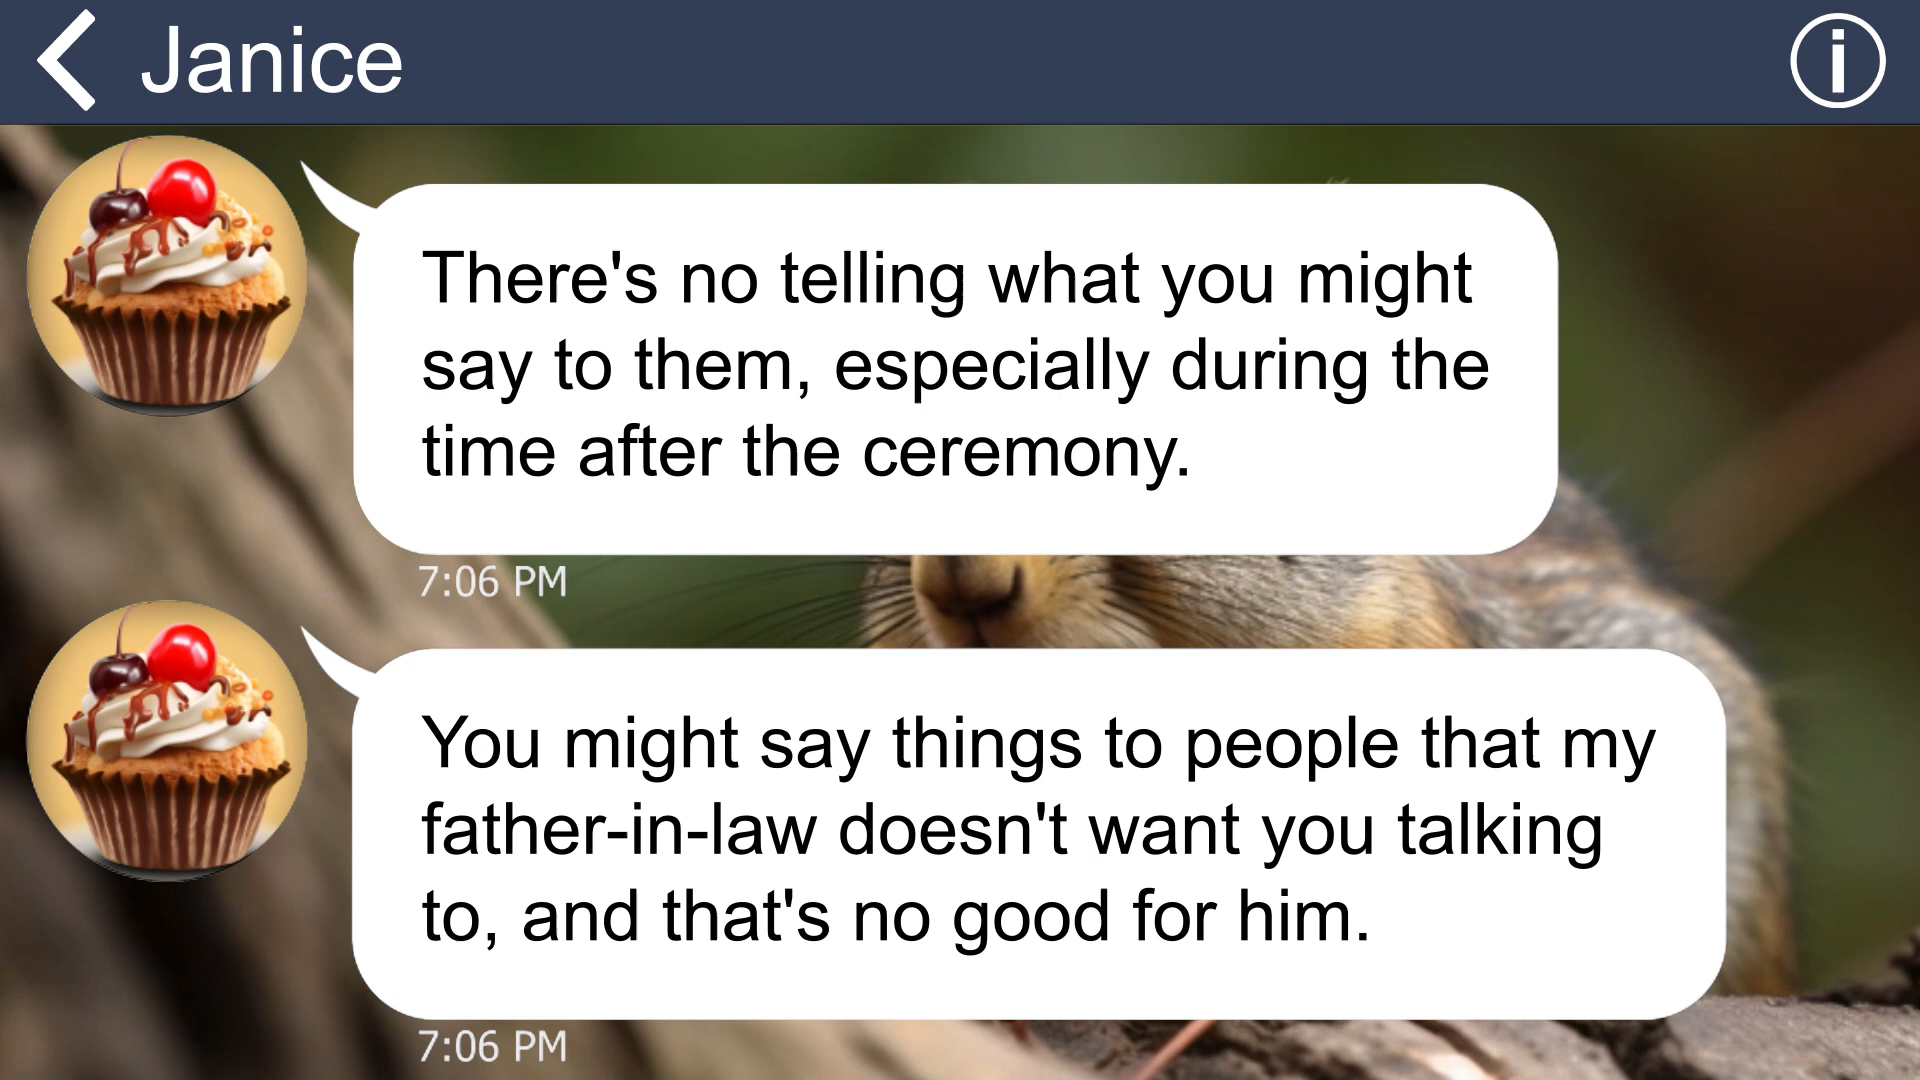 Janice
There's no telling what you might
say to them, especially during the
time after the ceremony.
7:06 PM
You might say things to people that my
father-in-law doesn't want you talking
to, and that's no good for him.
7:06 PM